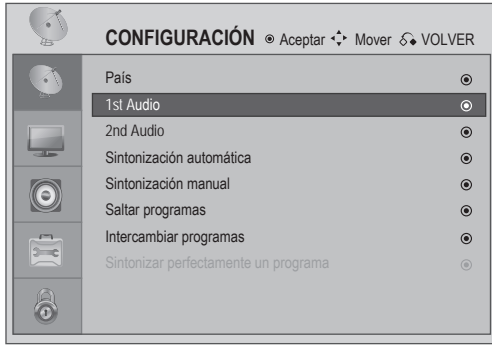 CONFIGURACIÓN Aceptar Mover VOLVER
País
1st Audio
2nd Audio
Sintonización automática
Sintonización manual
Saltar programas
Intercambiar programas
Sintonizar perfectamente un programa